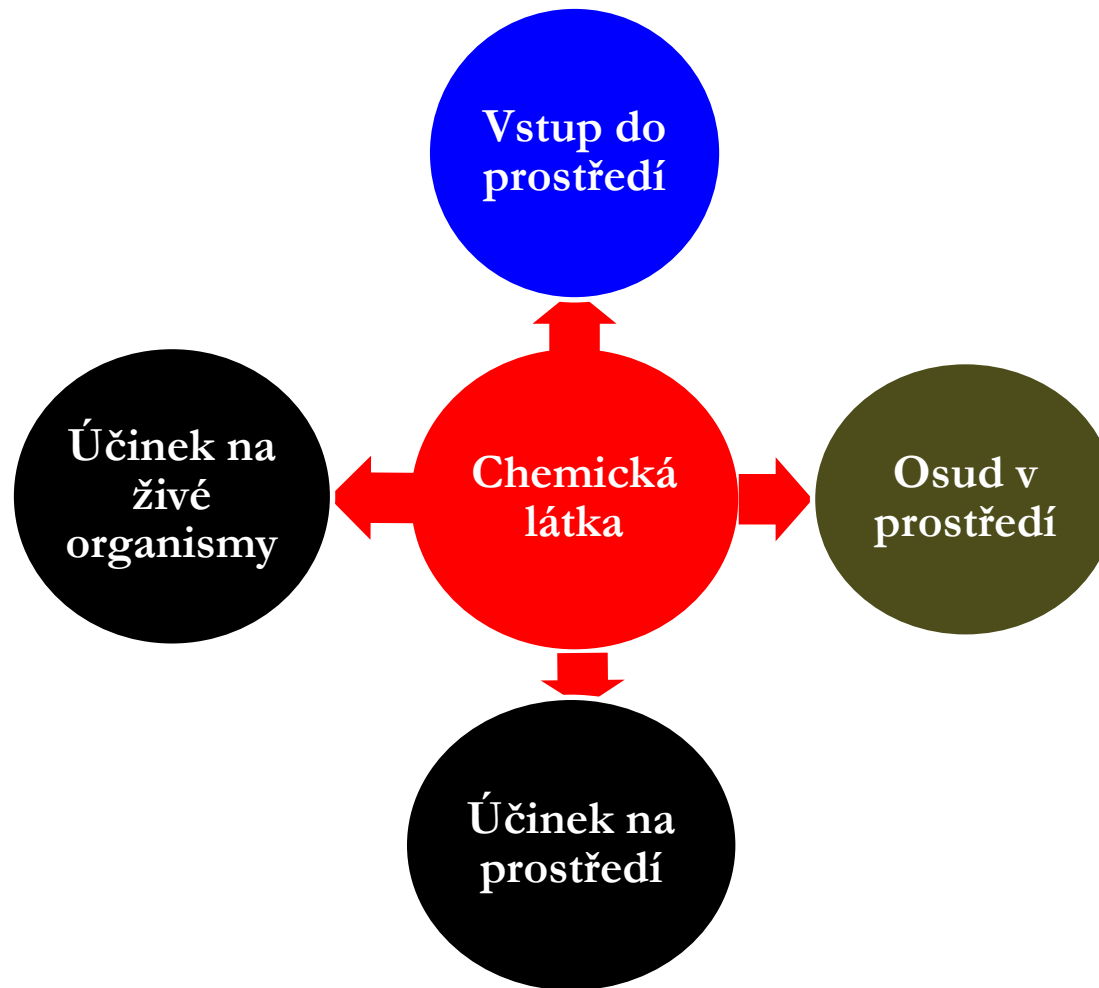 Vstup do
prostředí
Účinek na
živé
organismy
Chemická
látka
Osud v
prostředí
Účinek na
prostředí